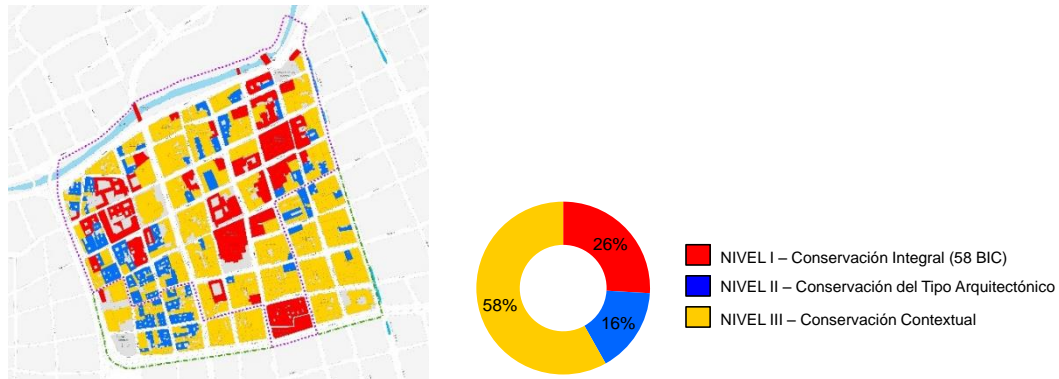 26%
58%
16%
NIVEL I – Conservación Integral (58 BIC)
NIVEL II – Conservación del Tipo Arquitectónico
NIVEL III – Conservación Contextual